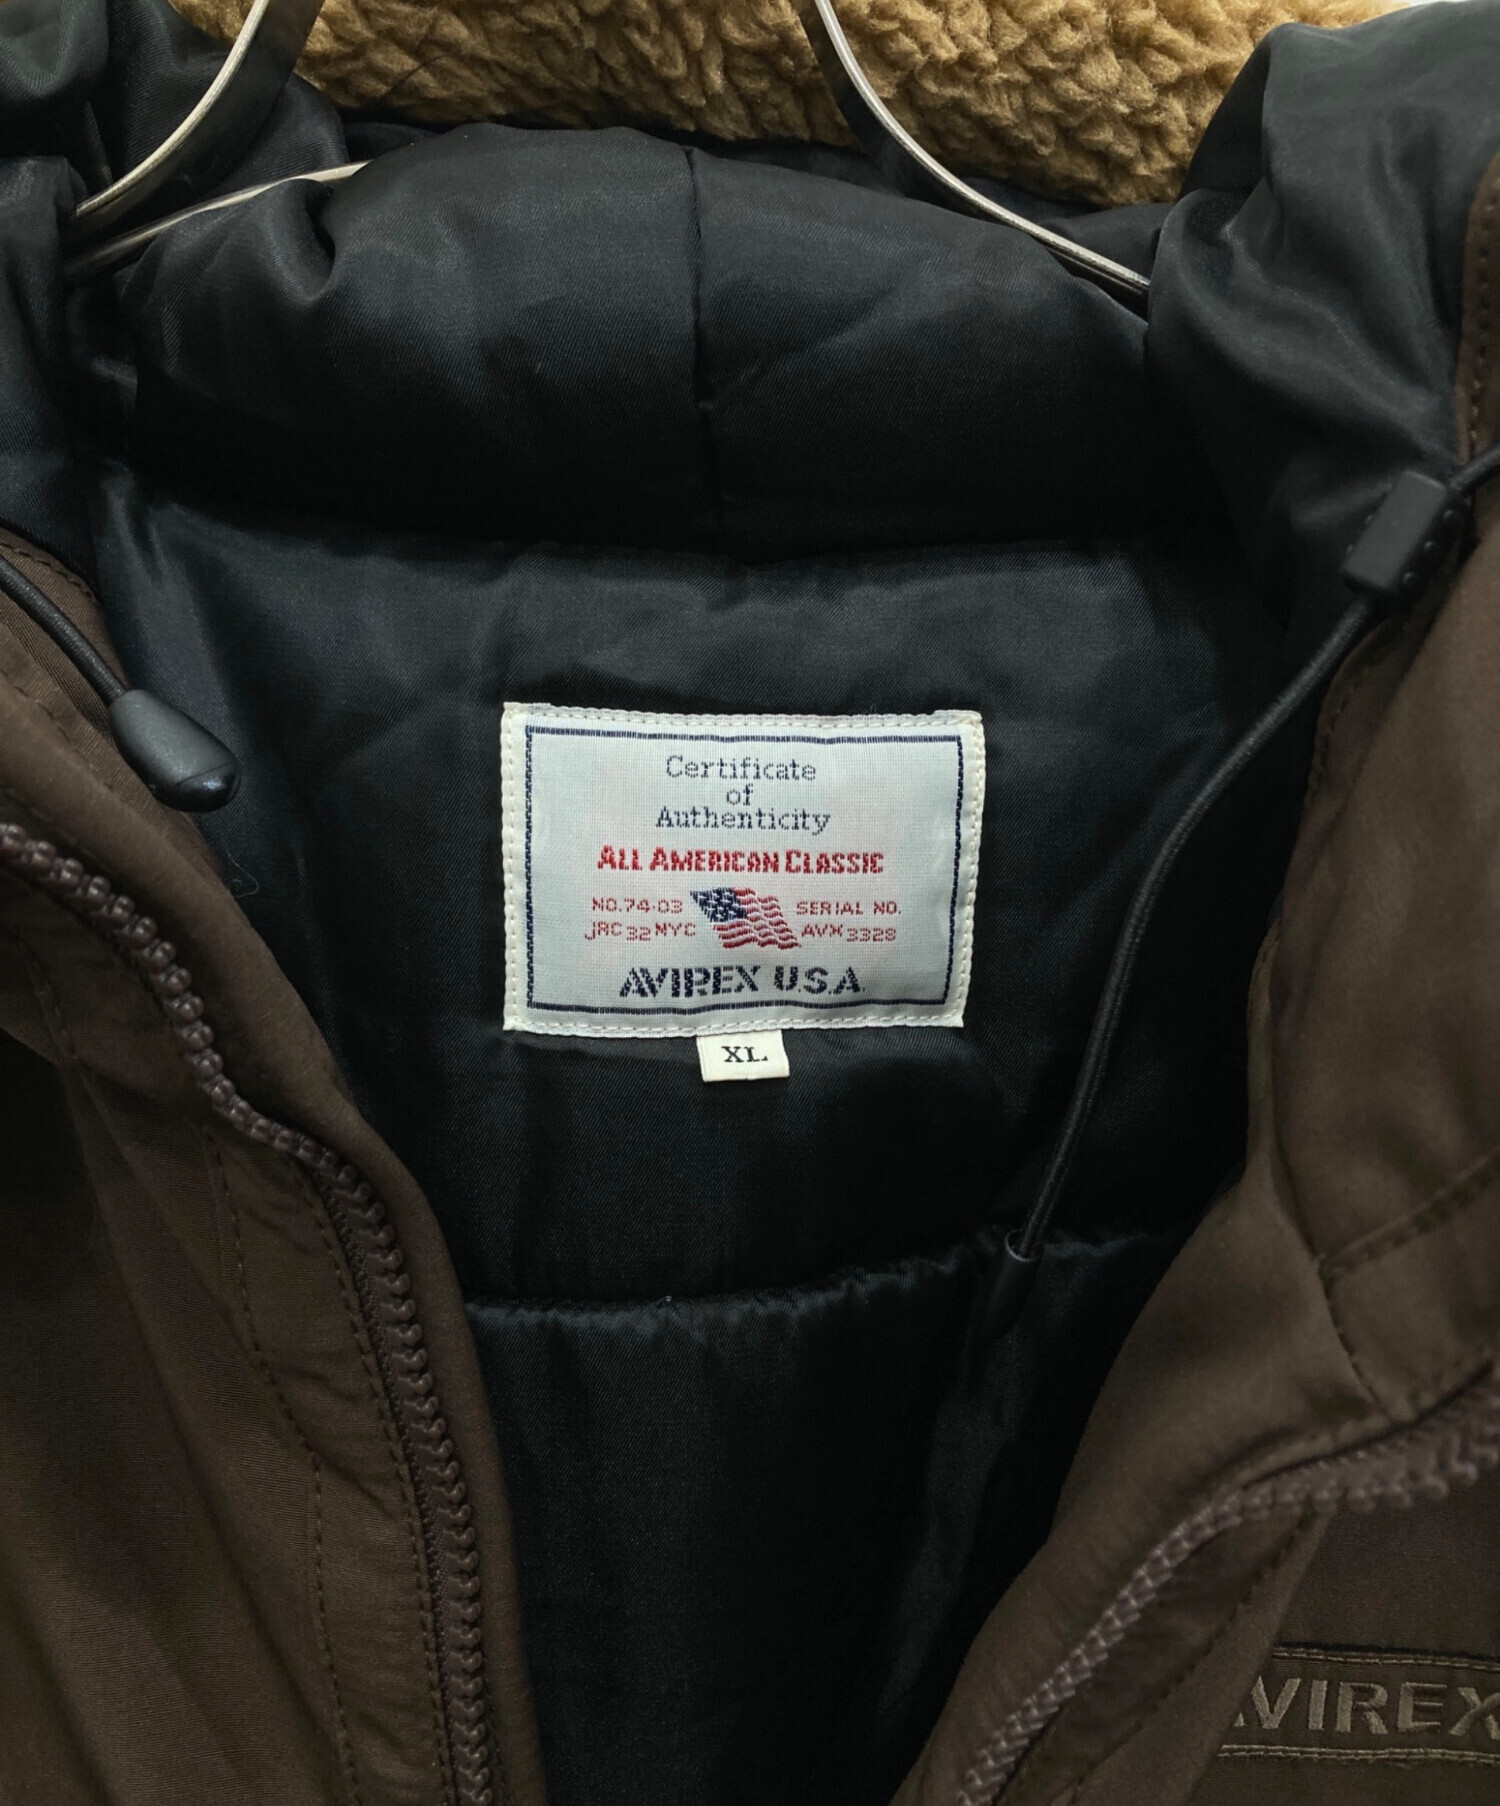 Certificate
of
Authenticity
ALL AMERICAN CLASSIC
NO.74-03 SERIAL NO.
JRC 32 NYC AVX 3328
AVIREX U.S.A.
XL
AVIREX